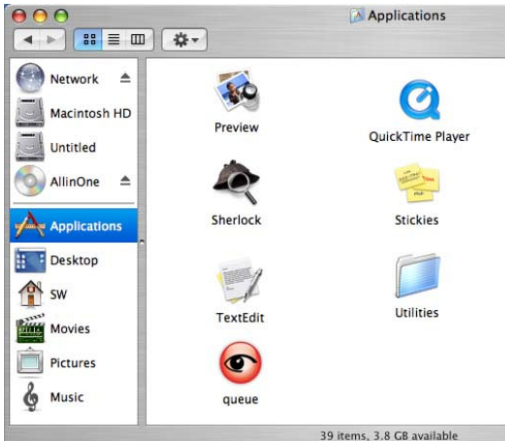 Applications
Network
Macintosh HD
Untitled
AllinOne
Applications
Desktop
SW
Movies
Pictures
Music
Preview
QuickTime Player
Sherlock
Stickies
TextEdit
Utilities
queue
39 items, 3.8 GB available